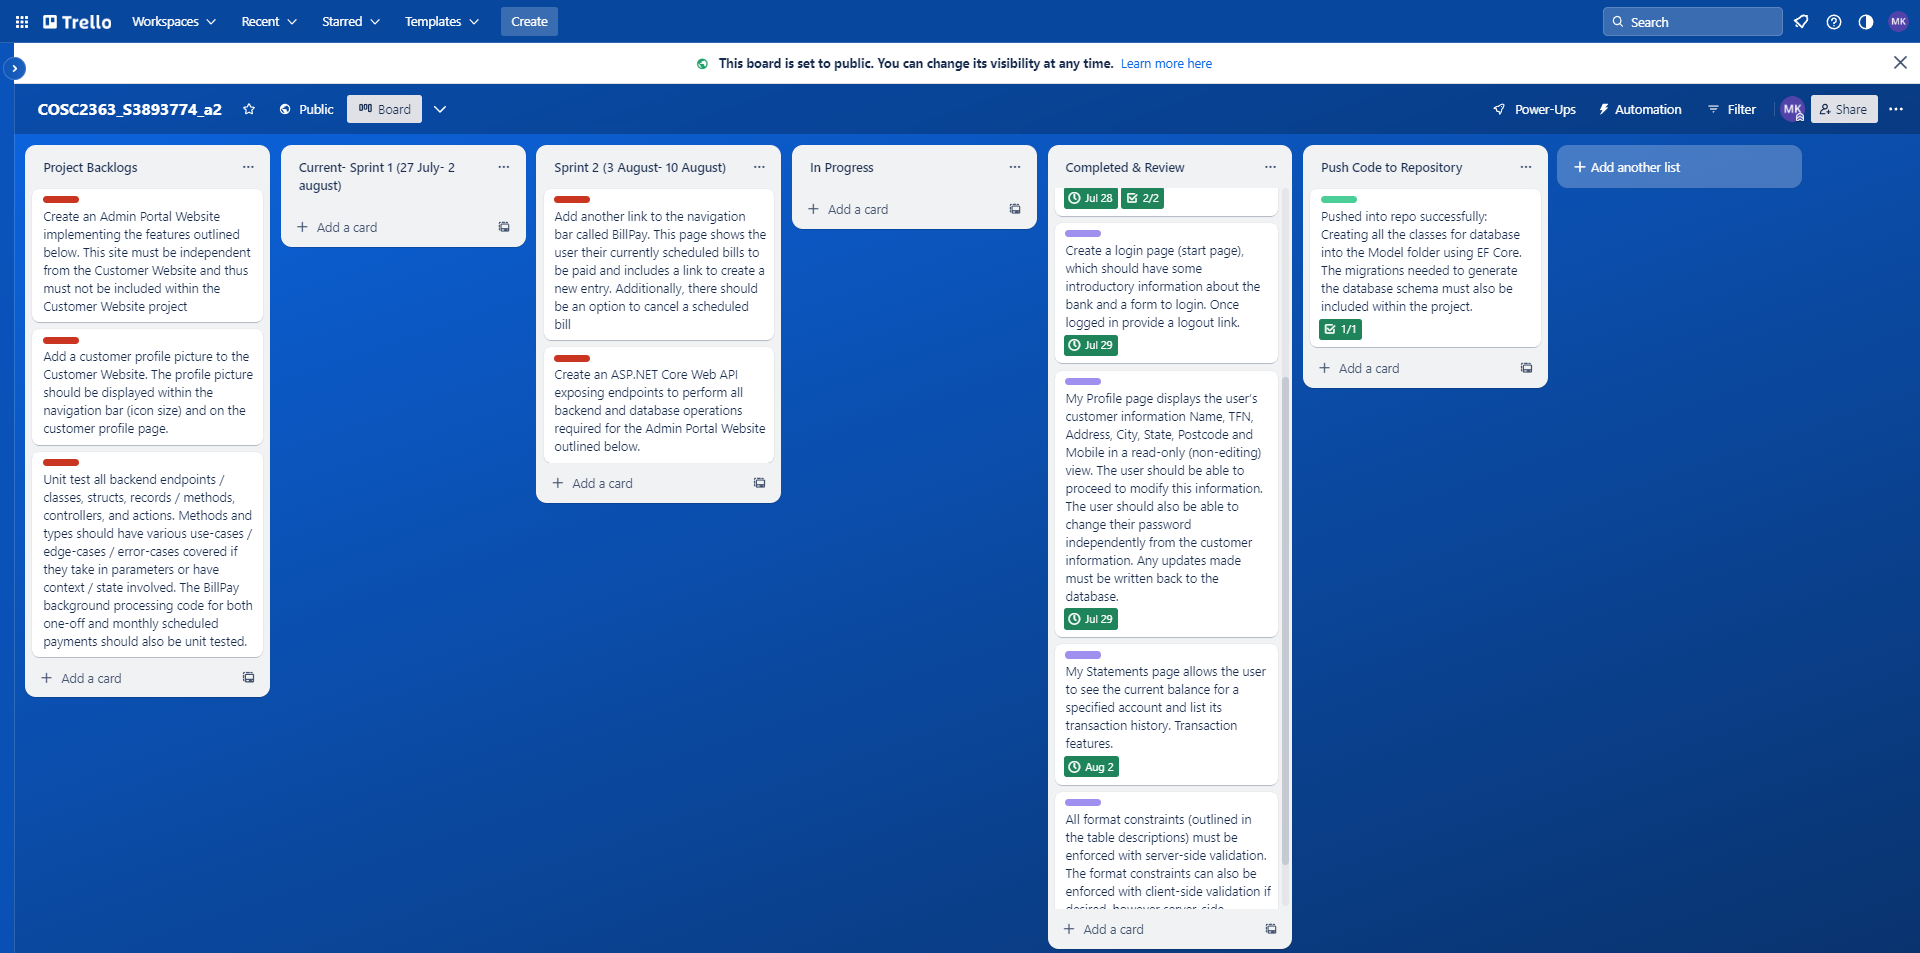 Trello
Workspaces
Recent
Starred
Templates
Create
Search
MK
This board is set to public. You can change its visibility at any time. Learn more here
COSC2363_S3893774_a2
Public
Board
Power-Ups
Automation
Filter
MK
Share
Project Backlogs
Create an Admin Portal Website
implementing the features outlined
below. This site must be independent
from the Customer Website and thus
must not be included within the
Customer Website project
Add a customer profile picture to the
Customer Website. The profile picture
should be displayed within the
navigation bar (icon size) and on the
customer profile page.
Unit test all backend endpoints /
classes, structs, records / methods,
controllers, and actions. Methods and
types should have various use-cases /
edge-cases / error-cases covered if
they take in parameters or have
context / state involved. The BillPay
background processing code for both
one-off and monthly scheduled
payments should also be unit tested.
Add a card
Current- Sprint 1 (27 July- 2
august)
Add a card
Sprint 2 (3 August- 10 August)
Add another link to the navigation
bar called BillPay. This page shows the
user their currently scheduled bills to
be paid and includes a link to create a
new entry. Additionally, there should
be an option to cancel a scheduled
bill
Create an ASP.NET Core Web API
exposing endpoints to perform all
backend and database operations
required for the Admin Portal Website
outlined below.
Add a card
In Progress
Add a card
Completed & Review
Jul 28
2/2
Create a login page (start page),
which should have some
introductory information about the
bank and a form to login. Once
logged in provide a logout link.
Jul 29
My Profile page displays the user's
customer information Name, TFN,
Address, City, State, Postcode and
Mobile in a read-only (non-editing)
view. The user should be able to
proceed to modify this information.
The user should also be able to
change their password
independently from the customer
information. Any updates made
must be written back to the
database.
Jul 29
My Statements page allows the user
to see the current balance for a
specified account and list its
transaction history. Transaction
features.
Aug 2
All format constraints (outlined in
the table descriptions) must be
enforced with server-side validation.
The format constraints can also be
enforced with client-side validation if
desired, however server-side
Add a card
Push Code to Repository
Pushed into repo successfully:
Creating all the classes for database
into the Model folder using EF Core.
The migrations needed to generate
the database schema must also be
included within the project.
1/1
Add a card
Add another list